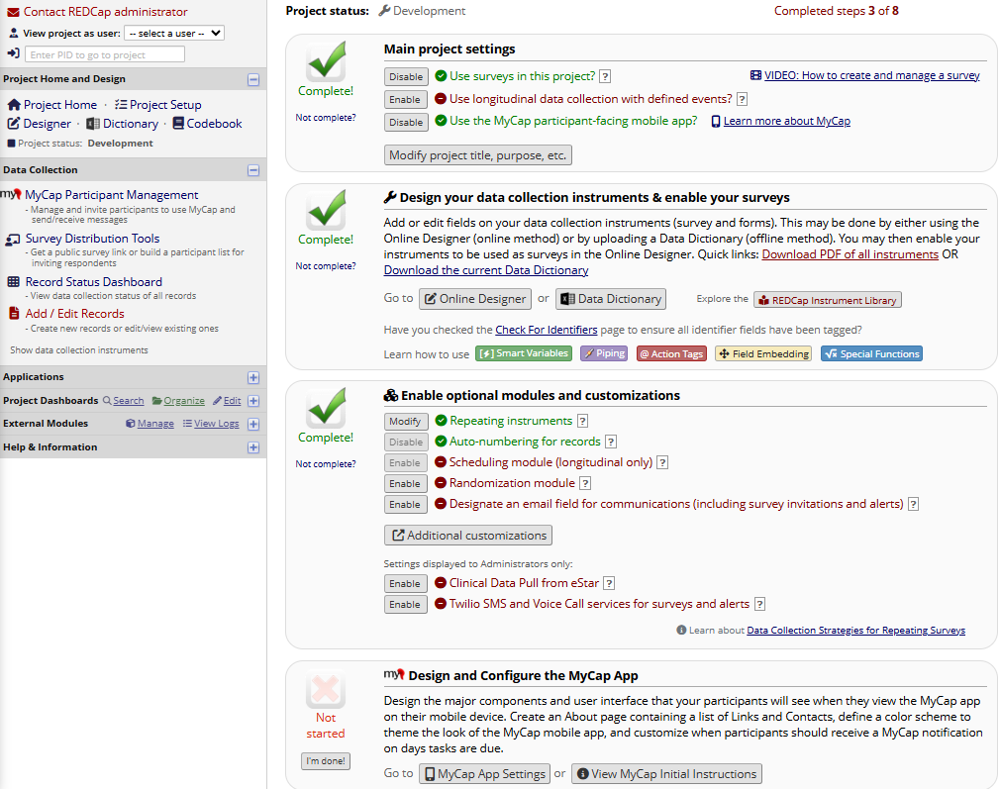 Contact REDCap administrator
View project as user: -- select a user --
Enter PID to go to project
Project Home and Design
Project Home · Project Setup
Designer · Dictionary · Codebook
Project status: Development
Data Collection
MyCap Participant Management
- Manage and invite participants to use MyCap and
send/receive messages
Survey Distribution Tools
- Get a public survey link or build a participant list for
inviting respondents
Record Status Dashboard
- View data collection status of all records
Add / Edit Records
- Create new records or edit/view existing ones
Show data collection instruments
Applications
Project Dashboards Search Organize Edit
External Modules Manage View Logs
Help & Information
Project status: Development
Completed steps 3 of 8
Complete!
Not complete?
Main project settings
Disable Use surveys in this project? ? VIDEO: How to create and manage a survey
Enable Use longitudinal data collection with defined events? ?
Disable Use the MyCap participant-facing mobile app? Learn more about MyCap
Modify project title, purpose, etc.
Complete!
Not complete?
Design your data collection instruments & enable your surveys
Add or edit fields on your data collection instruments (survey and forms). This may be done by either using the
Online Designer (online method) or by uploading a Data Dictionary (offline method). You may then enable your
instruments to be used as surveys in the Online Designer. Quick links: Download PDF of all instruments OR
Download the current Data Dictionary
Go to Online Designer or Data Dictionary Explore the REDCap Instrument Library
Have you checked the Check For Identifiers page to ensure all identifier fields have been tagged?
Learn how to use [⚡] Smart Variables Piping @ Action Tags Field Embedding √x Special Functions
Complete!
Not complete?
Enable optional modules and customizations
Modify Repeating instruments ?
Disable Auto-numbering for records ?
Enable Scheduling module (longitudinal only) ?
Enable Randomization module ?
Enable Designate an email field for communications (including survey invitations and alerts) ?
Additional customizations
Settings displayed to Administrators only:
Enable Clinical Data Pull from eStar ?
Enable Twilio SMS and Voice Call services for surveys and alerts ?
Learn about Data Collection Strategies for Repeating Surveys
Not
started
I'm done!
my Design and Configure the MyCap App
Design the major components and user interface that your participants will see when they view the MyCap app
on their mobile device. Create an About page containing a list of Links and Contacts, define a color scheme to
theme the look of the MyCap mobile app, and customize when participants should receive a MyCap notification
on days tasks are due.
Go to MyCap App Settings or View MyCap Initial Instructions